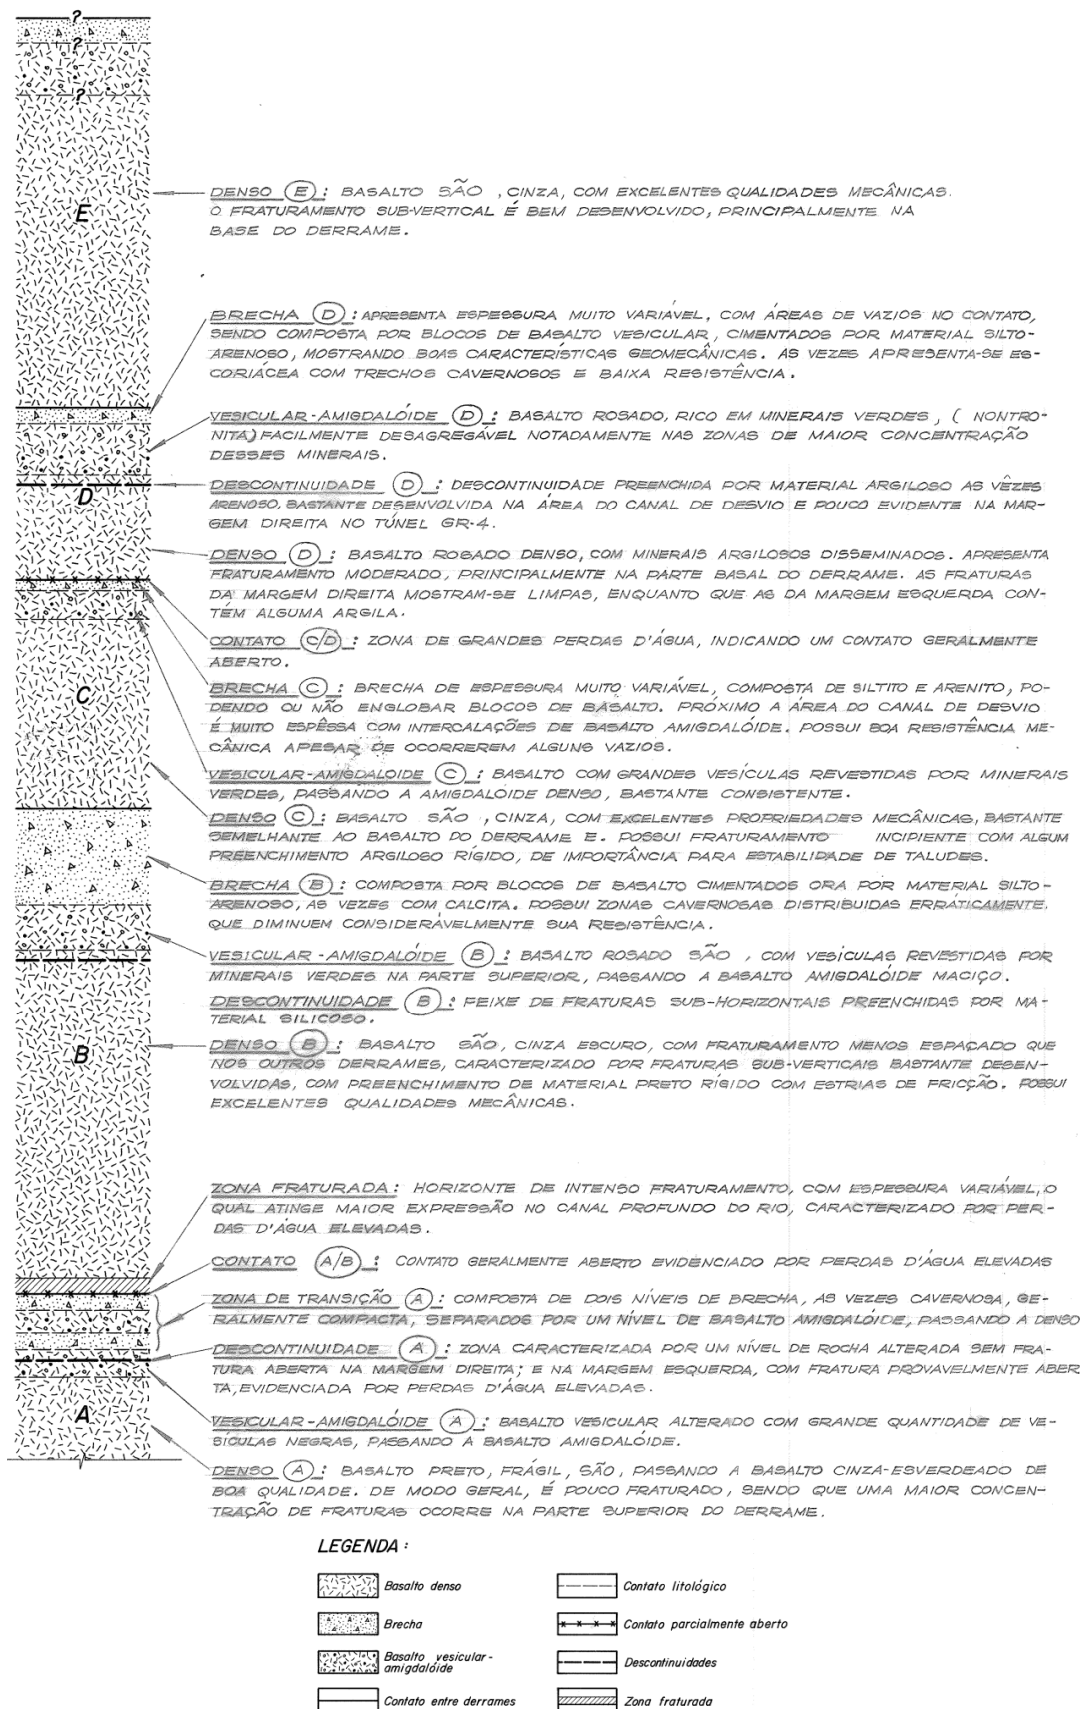 ?
?
?
E
DENSO (E): BASALTO SÃO, CINZA, COM EXCELENTES QUALIDADES MECÂNICAS.
O FRATURAMENTO SUB-VERTICAL É BEM DESENVOLVIDO, PRINCIPALMENTE NA
BASE DO DERRAME.
BRECHA (D): APRESENTA ESPESSURA MUITO VARIÁVEL, COM ÁREAS DE VAZIOS NO CONTATO,
SENDO COMPOSTA POR BLOCOS DE BASALTO VESICULAR, CIMENTADOS POR MATERIAL SILTO-
ARENOSO, MOSTRANDO BOAS CARACTERÍSTICAS GEOMECÂNICAS. AS VEZES APRESENTA-SE ES-
CORIÁCEA COM TRECHOS CAVERNOSOS E BAIXA RESISTÊNCIA.
VESICULAR-AMIGDALÓIDE (D): BASALTO ROSADO, RICO EM MINERAIS VERDES, (NONTRO-
NITA) FACILMENTE DESAGREGÁVEL NOTADAMENTE NAS ZONAS DE MAIOR CONCENTRAÇÃO
DESSES MINERAIS.
D
DESCONTINUIDADE (D): DESCONTINUIDADE PREENCHIDA POR MATERIAL ARGILOSO AS VÊZES
ARENOSO, BASTANTE DESENVOLVIDA NA ÁREA DO CANAL DE DESVIO E POUCO EVIDENTE NA MAR-
GEM DIREITA NO TÚNEL GR-4.
DENSO (D): BASALTO ROSADO DENSO, COM MINERAIS ARGILOSOS DISSEMINADOS. APRESENTA
FRATURAMENTO MODERADO, PRINCIPALMENTE NA PARTE BASAL DO DERRAME. AS FRATURAS
DA MARGEM DIREITA MOSTRAM-SE LIMPAS, ENQUANTO QUE AS DA MARGEM ESQUERDA CON-
TÉM ALGUMA ARGILA.
CONTATO (C/D): ZONA DE GRANDES PERDAS D'ÁGUA, INDICANDO UM CONTATO GERALMENTE
ABERTO.
C
BRECHA (C): BRECHA DE ESPESSURA MUITO VARIÁVEL, COMPOSTA DE SILTITO E ARENITO, PO-
DENDO OU NÃO ENGLOBAR BLOCOS DE BASALTO. PRÓXIMO A ÁREA DO CANAL DE DESVIO
É MUITO ESPÊSSA COM INTERCALAÇÕES DE BASALTO AMIGDALÓIDE. POSSUI BOA RESISTÊNCIA ME-
CÂNICA APESAR DE OCORREREM ALGUNS VAZIOS.
VESICULAR-AMIGDALOIDE (C): BASALTO COM GRANDES VESÍCULAS REVESTIDAS POR MINERAIS
VERDES, PASSANDO A AMIGDALÓIDE DENSO, BASTANTE CONSISTENTE.
DENSO (C): BASALTO SÃO, CINZA, COM EXCELENTES PROPRIEDADES MECÂNICAS, BASTANTE
SEMELHANTE AO BASALTO DO DERRAME E. POSSUI FRATURAMENTO INCIPIENTE COM ALGUM
PREENCHIMENTO ARGILOSO RÍGIDO, DE IMPORTÂNCIA PARA ESTABILIDADE DE TALUDES.
BRECHA (B): COMPOSTA POR BLOCOS DE BASALTO CIMENTADOS ORA POR MATERIAL SILTO-
ARENOSO, AS VEZES COM CALCITA. POSSUI ZONAS CAVERNOSAS DISTRIBUIDAS ERRÁTICAMENTE,
QUE DIMINUEM CONSIDERÁVELMENTE SUA RESISTÊNCIA.
VESICULAR-AMIGDALÓIDE (B): BASALTO ROSADO SÃO, COM VESÍCULAS REVESTIDAS POR
MINERAIS VERDES NA PARTE SUPERIOR, PASSANDO A BASALTO AMIGDALÓIDE MACIÇO.
DESCONTINUIDADE (B): FEIXE DE FRATURAS SUB-HORIZONTAIS PREENCHIDAS POR MA-
TERIAL SILICOSO.
B
DENSO (B): BASALTO SÃO, CINZA ESCURO, COM FRATURAMENTO MENOS ESPAÇADO QUE
NOS OUTROS DERRAMES, CARACTERIZADO POR FRATURAS SUB-VERTICAIS BASTANTE DESEN-
VOLVIDAS, COM PREENCHIMENTO DE MATERIAL PRETO RÍGIDO COM ESTRIAS DE FRICÇÃO. POSSUI
EXCELENTES QUALIDADES MECÂNICAS.
ZONA FRATURADA: HORIZONTE DE INTENSO FRATURAMENTO, COM ESPESSURA VARIÁVEL, O
QUAL ATINGE MAIOR EXPRESSÃO NO CANAL PROFUNDO DO RIO, CARACTERIZADO POR PER-
DAS D'ÁGUA ELEVADAS.
CONTATO (A/B): CONTATO GERALMENTE ABERTO EVIDENCIADO POR PERDAS D'ÁGUA ELEVADAS
ZONA DE TRANSIÇÃO (A): COMPOSTA DE DOIS NÍVEIS DE BRECHA, AS VEZES CAVERNOSA, GE-
RALMENTE COMPACTA, SEPARADOS POR UM NÍVEL DE BASALTO AMIGDALÓIDE, PASSANDO A DENSO
DESCONTINUIDADE (A): ZONA CARACTERIZADA POR UM NÍVEL DE ROCHA ALTERADA SEM FRA-
TURA ABERTA NA MARGEM DIREITA; E NA MARGEM ESQUERDA, COM FRATURA PROVAVELMENTE ABER
TA, EVIDENCIADA POR PERDAS D'ÁGUA ELEVADAS.
A
VESICULAR-AMIGDALÓIDE (A): BASALTO VESICULAR ALTERADO COM GRANDE QUANTIDADE DE VE-
SÍCULAS NEGRAS, PASSANDO A BASALTO AMIGDALÓIDE.
DENSO (A): BASALTO PRETO, FRÁGIL, SÃO, PASSANDO A BASALTO CINZA-ESVERDEADO DE
BOA QUALIDADE. DE MODO GERAL, É POUCO FRATURADO, SENDO QUE UMA MAIOR CONCEN-
TRAÇÃO DE FRATURAS OCORRE NA PARTE SUPERIOR DO DERRAME.
LEGENDA:
Basalto denso
Contato litológico
Brecha
Contato parcialmente aberto
Basalto vesicular-
amigdalóide
Descontinuidades
Contato entre derrames
Zona fraturada